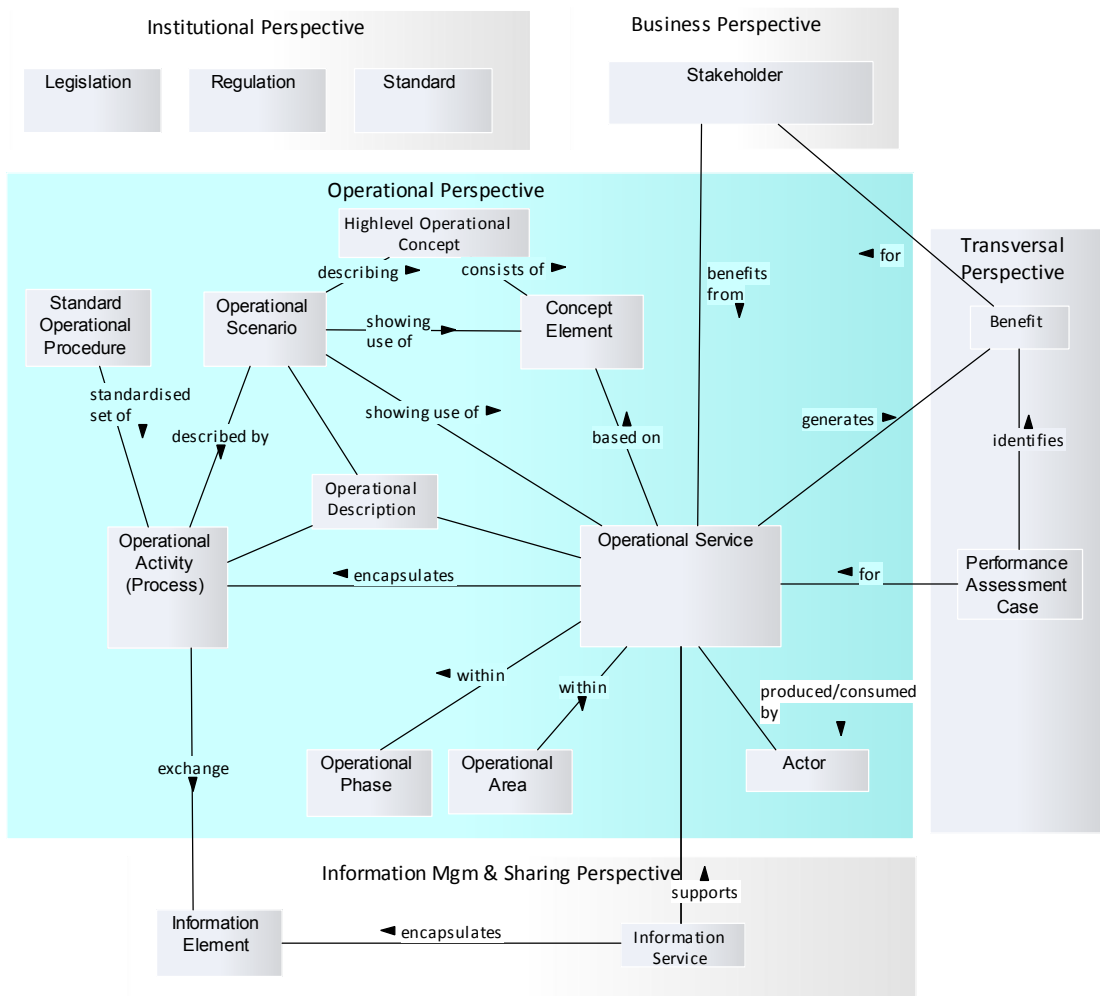 Institutional Perspective
Legislation
Regulation
Standard
Business Perspective
Stakeholder
Operational Perspective
Highlevel Operational
Concept
describing
consists of
Standard
Operational
Procedure
Operational
Scenario
showing
use of
Concept
Element
benefits
from
for
Transversal
Perspective
Benefit
standardised
set of
described by
showing use of
based on
generates
identifies
Operational
Description
Operational
Activity
(Process)
encapsulates
Operational Service
for
Performance
Assessment
Case
within
within
produced/consumed
by
exchange
Operational
Phase
Operational
Area
Actor
Information Mgm & Sharing Perspective
supports
Information
Element
encapsulates
Information
Service